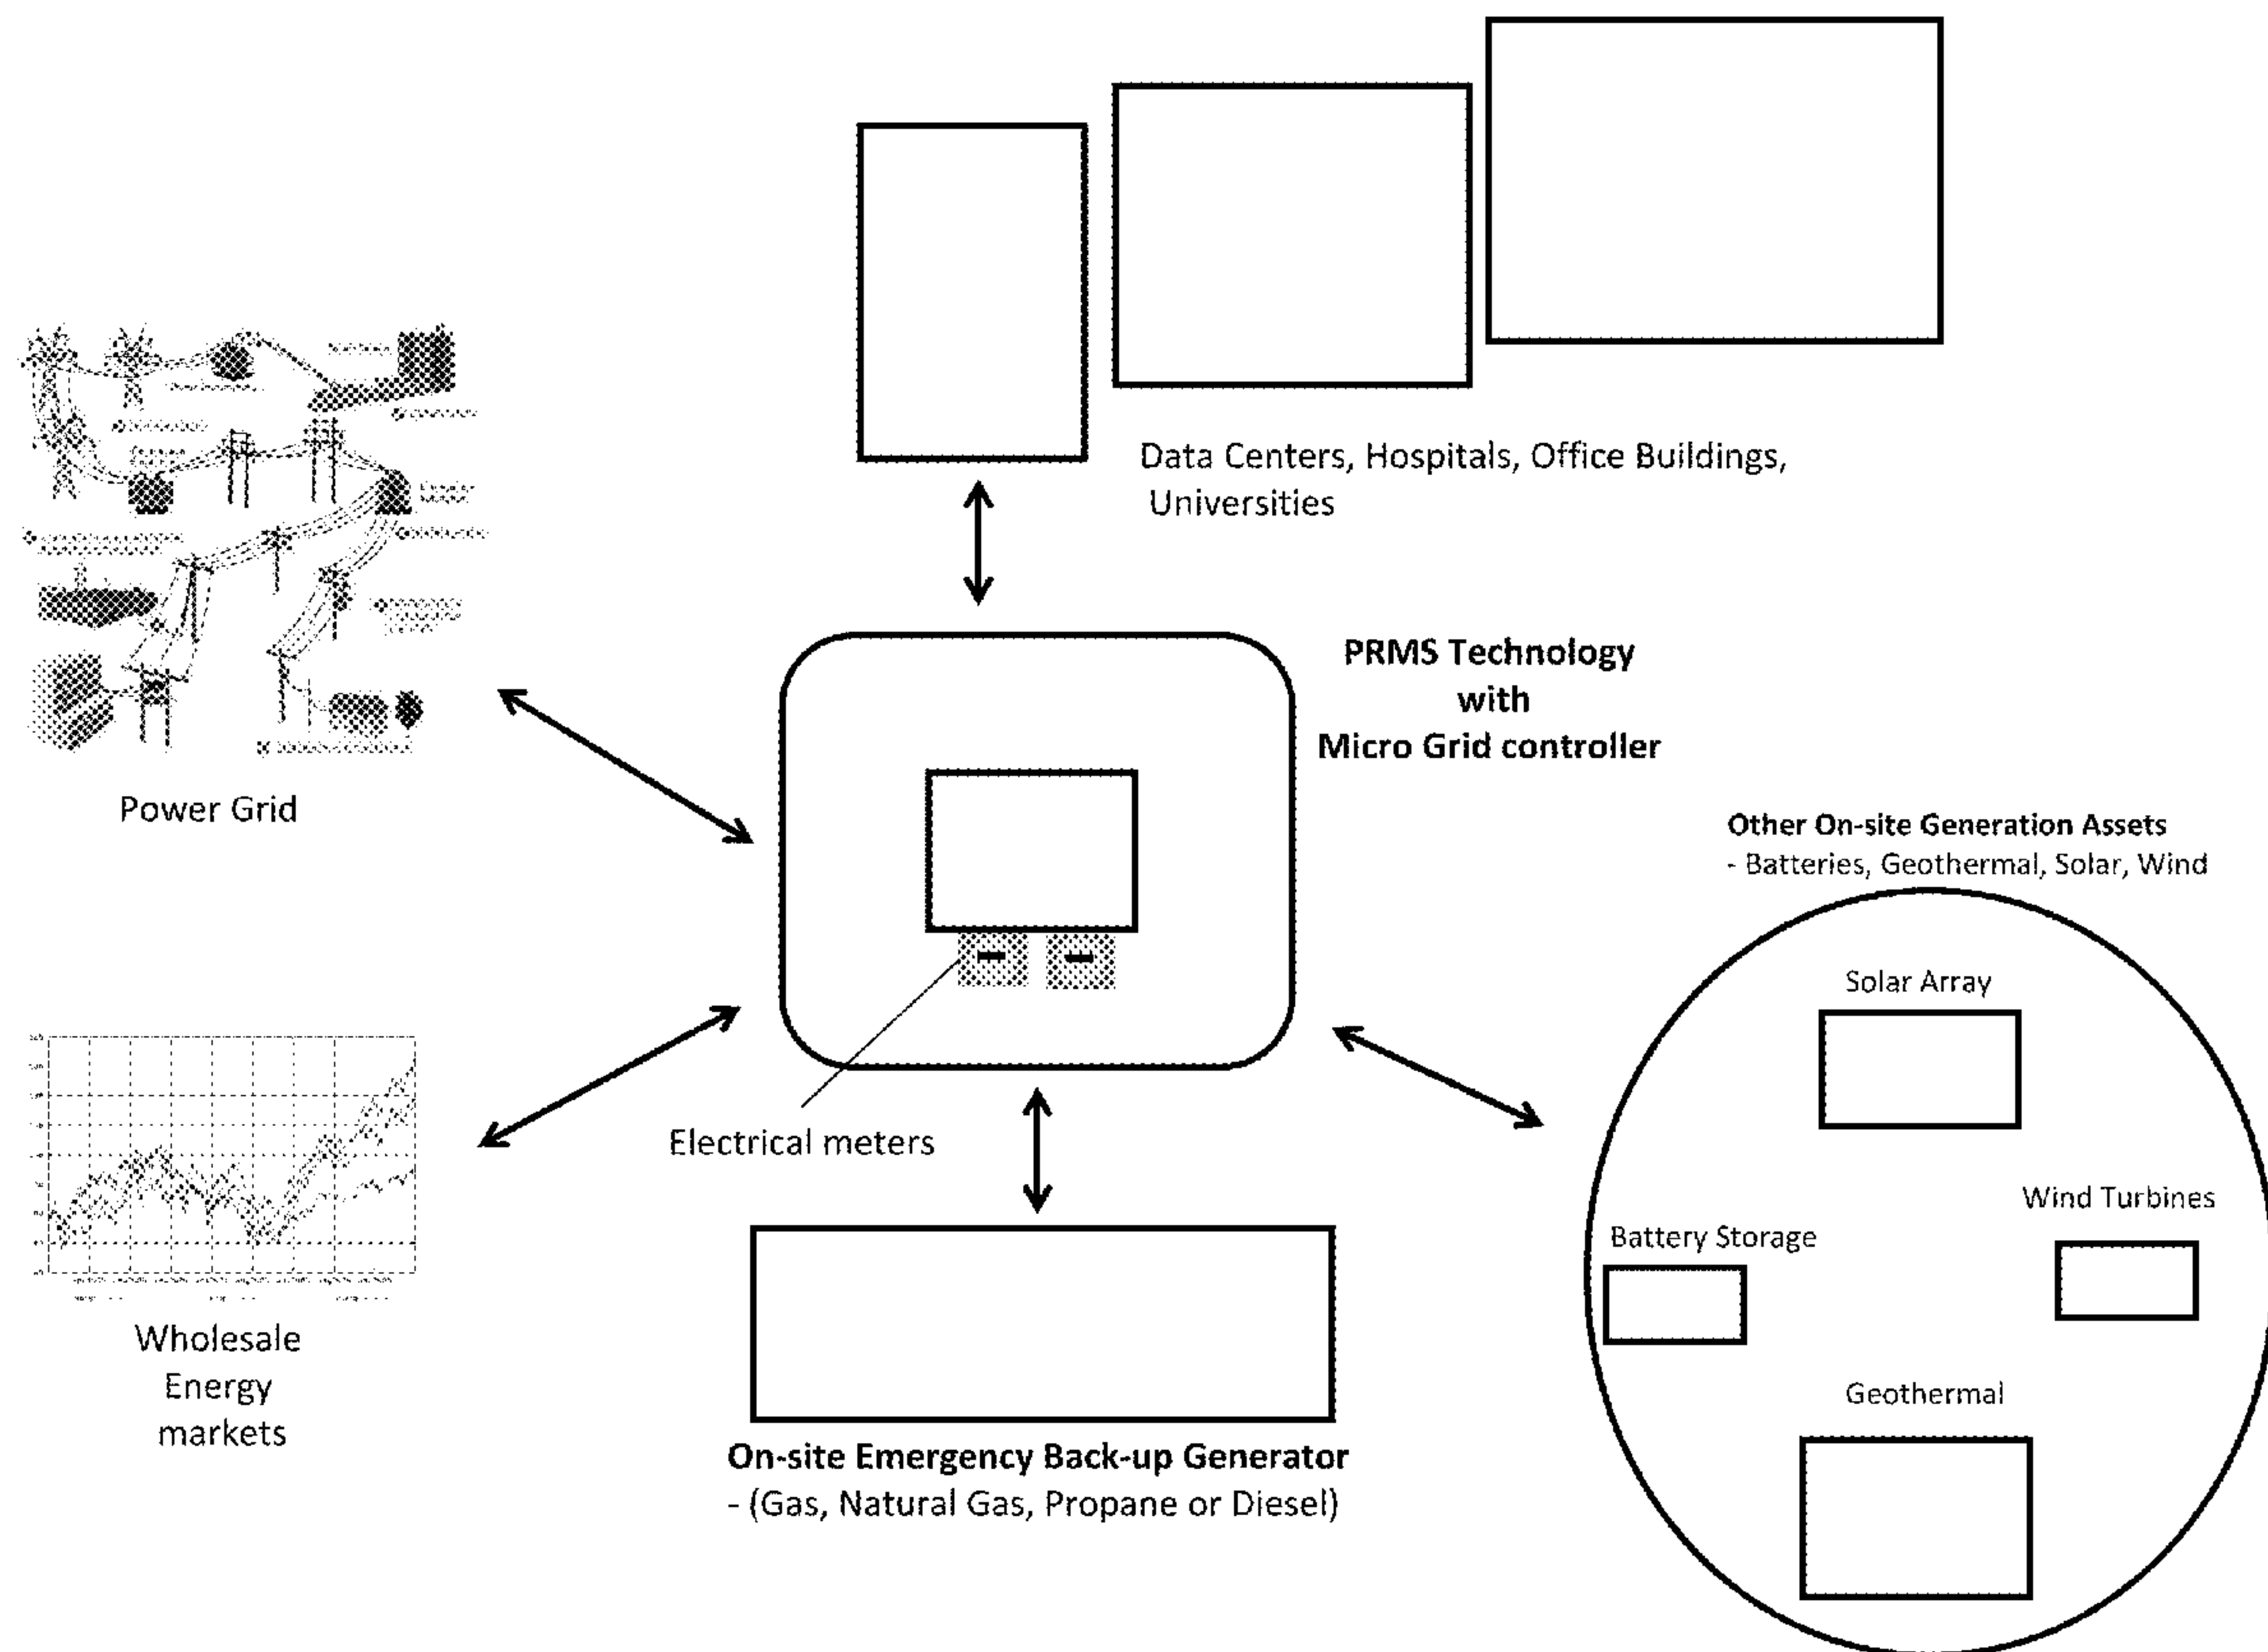 Data Centers, Hospitals, Office Buildings,
Universities
PRMS Technology
with
Micro Grid controller
Power Grid
Other On-site Generation Assets
- Batteries, Geothermal, Solar, Wind
Solar Array
Wind Turbines
Battery Storage
Geothermal
Electrical meters
Wholesale
Energy
markets
On-site Emergency Back-up Generator
- (Gas, Natural Gas, Propane or Diesel)